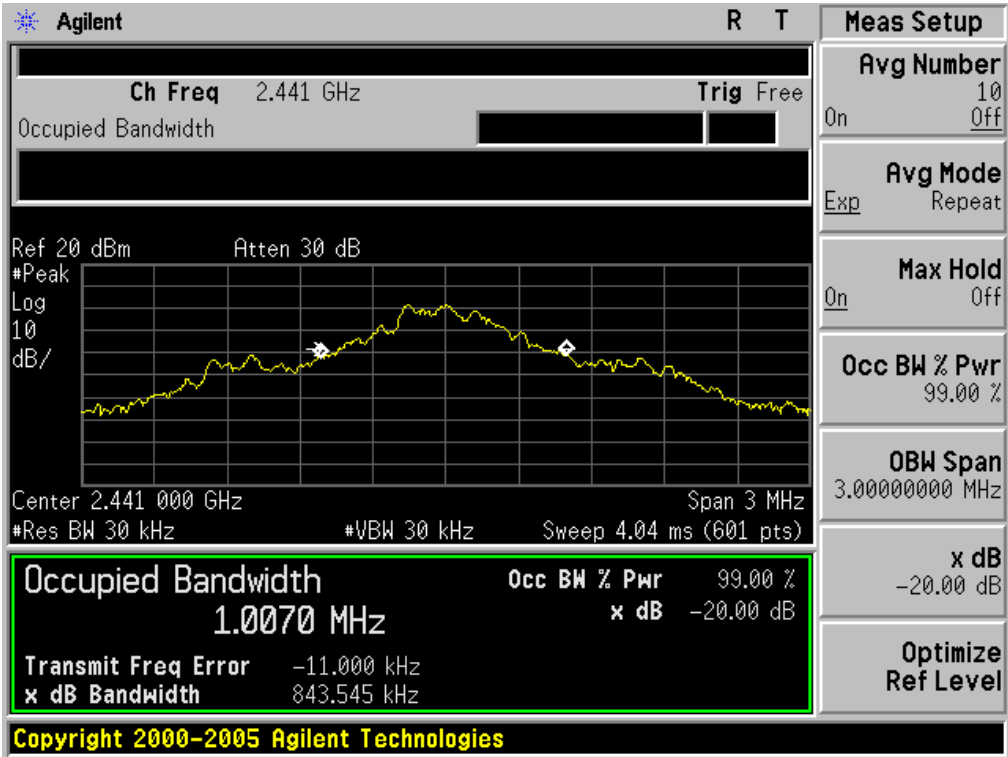 Agilent R T
Ch Freq 2.441 GHz Trig Free
Occupied Bandwidth
Ref 20 dBm Atten 30 dB
#Peak
Log
10
dB/
Center 2.441 000 GHz Span 3 MHz
#Res BW 30 kHz #VBW 30 kHz Sweep 4.04 ms (601 pts)
Occupied Bandwidth Occ BW % Pwr 99.00 %
1.0070 MHz x dB -20.00 dB
Transmit Freq Error -11.000 kHz
x dB Bandwidth 843.545 kHz
Copyright 2000-2005 Agilent Technologies
Meas Setup
Avg Number
10
On Off
Avg Mode
Exp Repeat
Max Hold
On Off
Occ BW % Pwr
99.00 %
OBW Span
3.00000000 MHz
x dB
-20.00 dB
Optimize
Ref Level